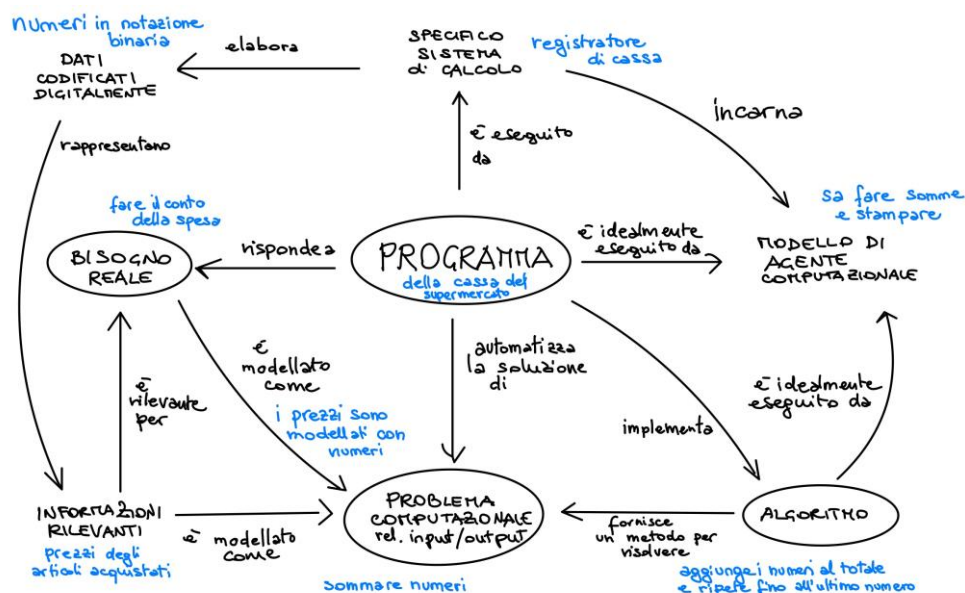 numeri in notazione
binaria
DATI
CODIFICATI
DIGITALMENTE
elabora
SPECIFICO
SISTEMA
di CALCOLO
registratore
di cassa
incarna
rappresentano
è eseguito
da
fare il conto
della spesa
BISOGNO
REALE
risponde a
PROGRAMMA
della cassa del
supermercato
è idealmente
eseguito da
sa fare somme
e stampare
MODELLO DI
AGENTE
COMPUTAZIONALE
è
rilevante
per
è
modellato
come
i prezzi sono
modellati con
numeri
automatizza
la soluzione
di
implementa
è idealmente
eseguito da
INFORMAZIONI
RILEVANTI
prezzi degli
articoli acquistati
è modellato
come
PROBLEMA
COMPUTAZIONALE
rel. input/output
sommare numeri
fornisce
un metodo per
risolvere
ALGORITMO
aggiunge i numeri al totale
e ripete fino all'ultimo numero